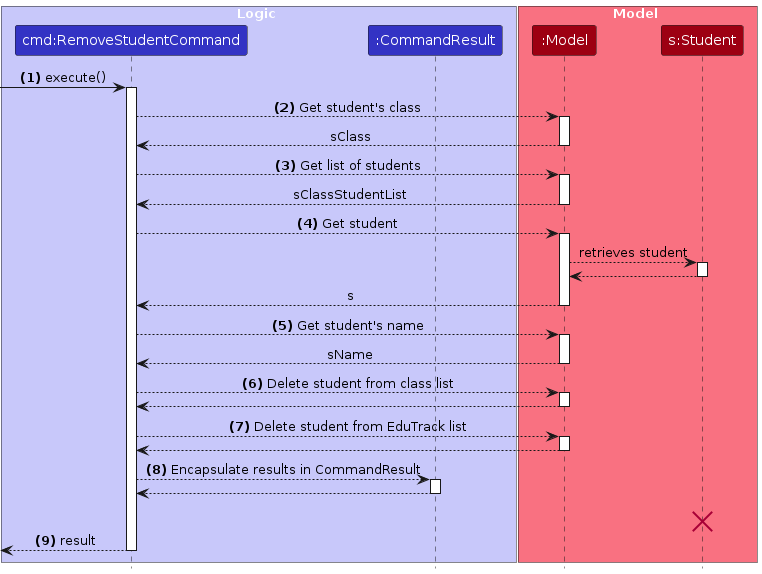 Logic
Model
cmd:RemoveStudentCommand
:CommandResult
:Model
s:Student
(1) execute()
(2) Get student's class
sClass
(3) Get list of students
sClassStudentList
(4) Get student
retrieves student
s
(5) Get student's name
sName
(6) Delete student from class list
(7) Delete student from EduTrack list
(8) Encapsulate results in CommandResult
(9) result